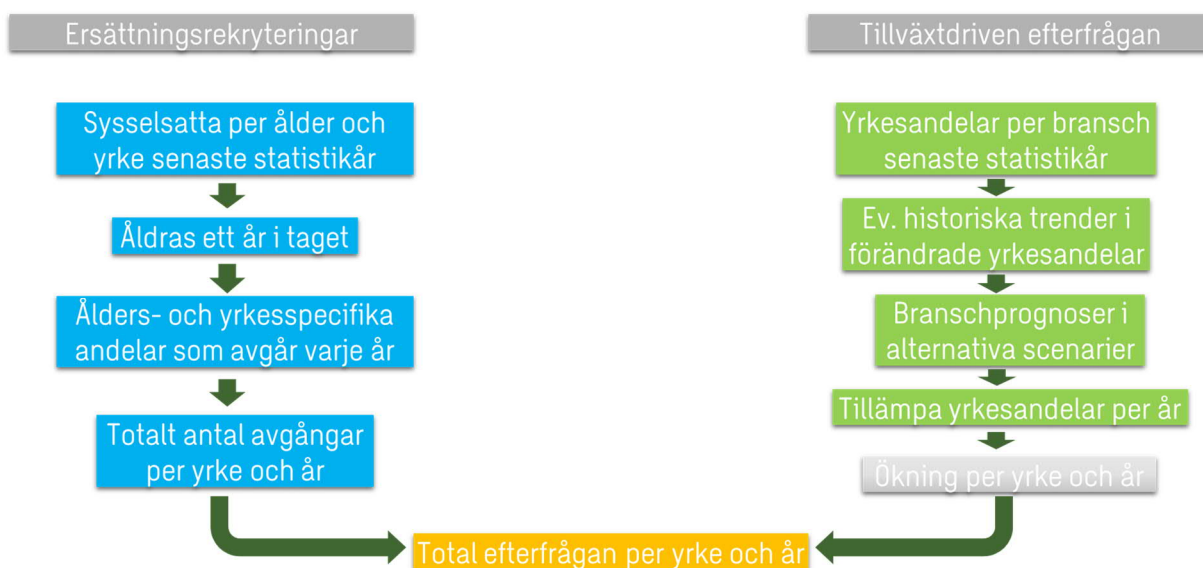 Ersättningsrekryteringar
Sysselsatta per ålder och
yrke senaste statistikår
Åldras ett år i taget
Ålders- och yrkesspecifika
andelar som avgår varje år
Totalt antal avgångar
per yrke och år
Tillväxtdriven efterfrågan
Yrkesandelar per bransch
senaste statistikår
Ev. historiska trender i
förändrade yrkesandelar
Branschprognoser i
alternativa scenarier
Tillämpa yrkesandelar per år
Ökning per yrke och år
Total efterfrågan per yrke och år